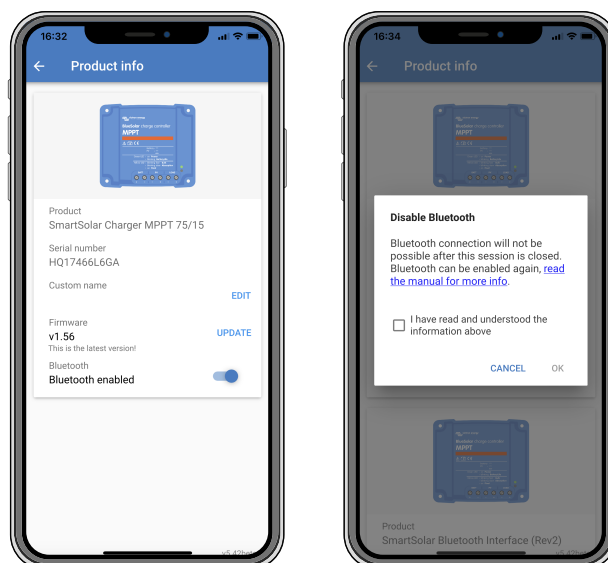 16:32
Product info
MPPT
Product
SmartSolar Charger MPPT 75/15
Serial number
HQ17466L6GA
Custom name
EDIT
Firmware
v1.56
UPDATE
This is the latest version!
Bluetooth
Bluetooth enabled
16:34
Product info
MPPT
Disable Bluetooth
Bluetooth connection will not be
possible after this session is closed.
Bluetooth can be enabled again, read
the manual for more info.
I have read and understood the
information above
CANCEL
OK
MPPT
Product
SmartSolar Bluetooth Interface (Rev2)